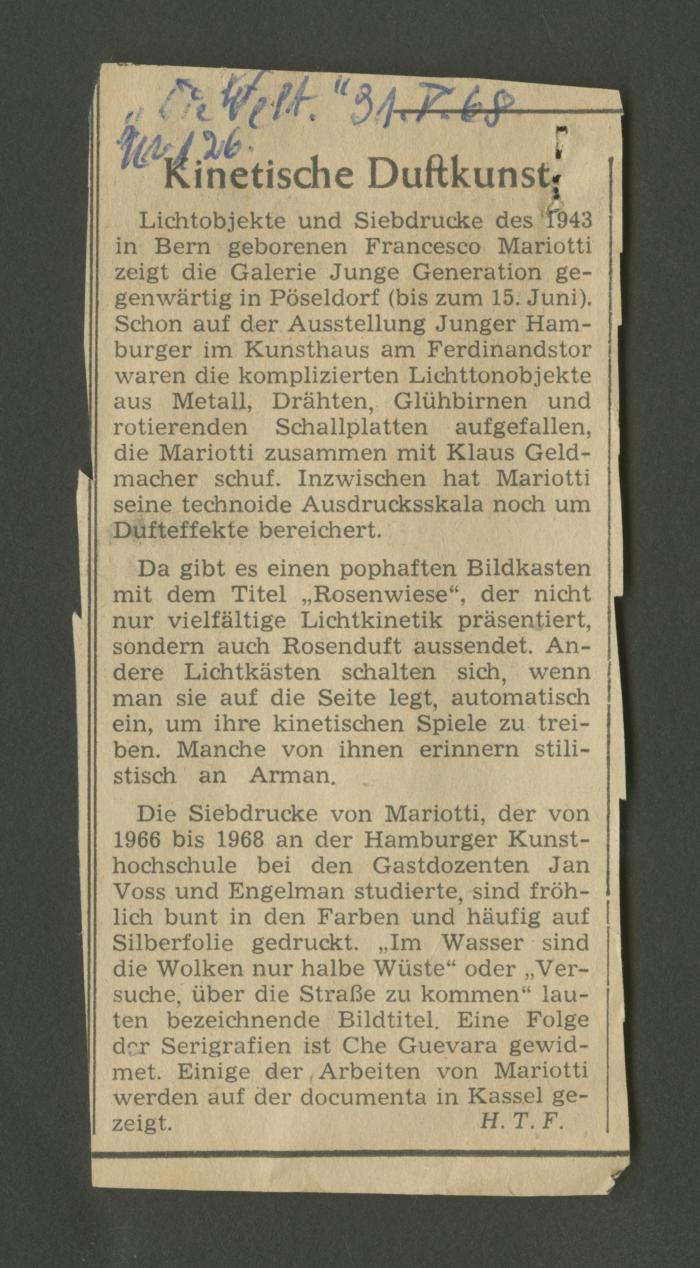 „Die Welt.“ 31.V.68
Nr. 126.
Kinetische Duftkunst
Lichtobjekte und Siebdrucke des 1943
in Bern geborenen Francesco Mariotti
zeigt die Galerie Junge Generation ge-
genwärtig in Pöseldorf (bis zum 15. Juni).
Schon auf der Ausstellung Junger Ham-
burger im Kunsthaus am Ferdinandstor
waren die komplizierten Lichttonobjekte
aus Metall, Drähten, Glühbirnen und
rotierenden Schallplatten aufgefallen,
die Mariotti zusammen mit Klaus Geld-
macher schuf. Inzwischen hat Mariotti
seine technoide Ausdrucksskala noch um
Dufteffekte bereichert.
Da gibt es einen pophaften Bildkasten
mit dem Titel „Rosenwiese“, der nicht
nur vielfältige Lichtkinetik präsentiert,
sondern auch Rosenduft aussendet. An-
dere Lichtkästen schalten sich, wenn
man sie auf die Seite legt, automatisch
ein, um ihre kinetischen Spiele zu trei-
ben. Manche von ihnen erinnern stili-
stisch an Arman.
Die Siebdrucke von Mariotti, der von
1966 bis 1968 an der Hamburger Kunst-
hochschule bei den Gastdozenten Jan
Voss und Engelman studierte, sind fröh-
lich bunt in den Farben und häufig auf
Silberfolie gedruckt. „Im Wasser sind
die Wolken nur halbe Wüste“ oder „Ver-
suche, über die Straße zu kommen“ lau-
ten bezeichnende Bildtitel. Eine Folge
der Serigrafien ist Che Guevara gewid-
met. Einige der Arbeiten von Mariotti
werden auf der documenta in Kassel ge-
zeigt. H. T. F.